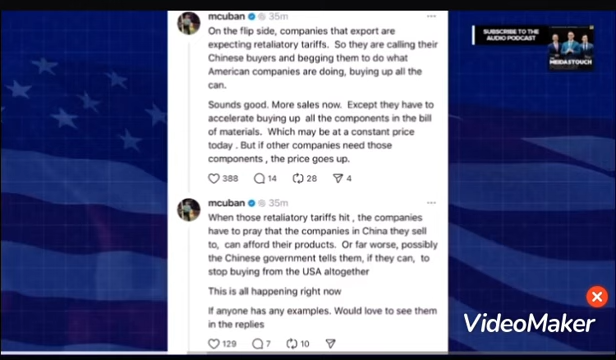 mcuban 35m
On the flip side, companies that export are
expecting retaliatory tariffs. So they are calling their
Chinese buyers and begging them to do what
American companies are doing, buying up all the
can.
Sounds good. More sales now. Except they have to
accelerate buying up all the components in the bill
of materials. Which may be at a constant price
today . But if other companies need those
components , the price goes up.
388 14 28 4
mcuban 35m
When those retaliatory tariffs hit , the companies
have to pray that the companies in China they sell
to, can afford their products. Or far worse, possibly
the Chinese government tells them, if they can, to
stop buying from the USA altogether
This is all happening right now
If anyone has any examples. Would love to see them
in the replies
129 7 10
SUBSCRIBE TO THE
AUDIO PODCAST
MEIDASTOUCH
VideoMaker